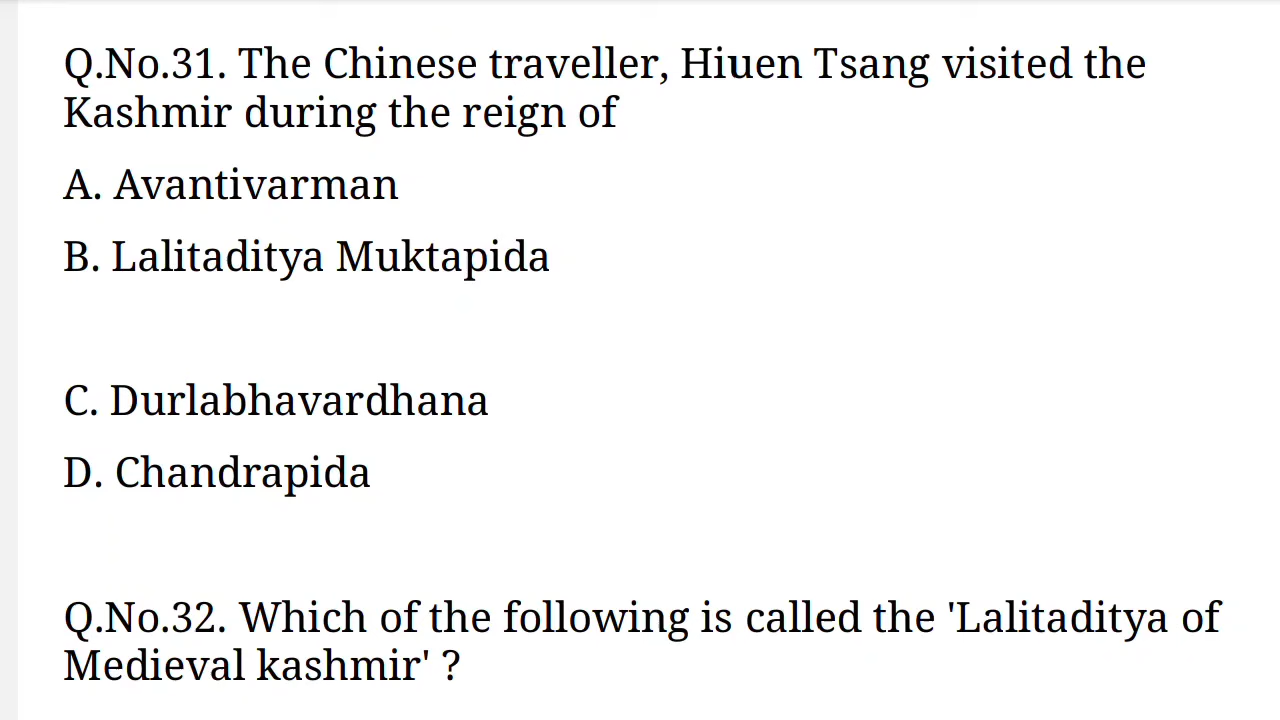 Q.No.31. The Chinese traveller, Hiuen Tsang visited the
Kashmir during the reign of
A. Avantivarman
B. Lalitaditya Muktapida
C. Durlabhavardhana
D. Chandrapida
Q.No.32. Which of the following is called the 'Lalitaditya of
Medieval kashmir' ?